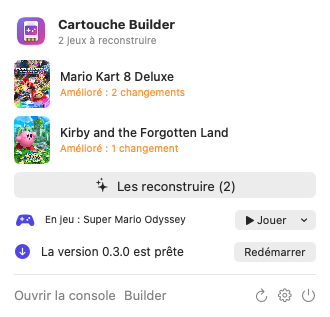 Cartouche Builder
2 jeux à reconstruire
Mario Kart 8 Deluxe
Amélioré : 2 changements
Kirby and the Forgotten Land
Amélioré : 1 changement
Les reconstruire (2)
En jeu : Super Mario Odyssey
Jouer
La version 0.3.0 est prête
Redémarrer
Ouvrir la console Builder